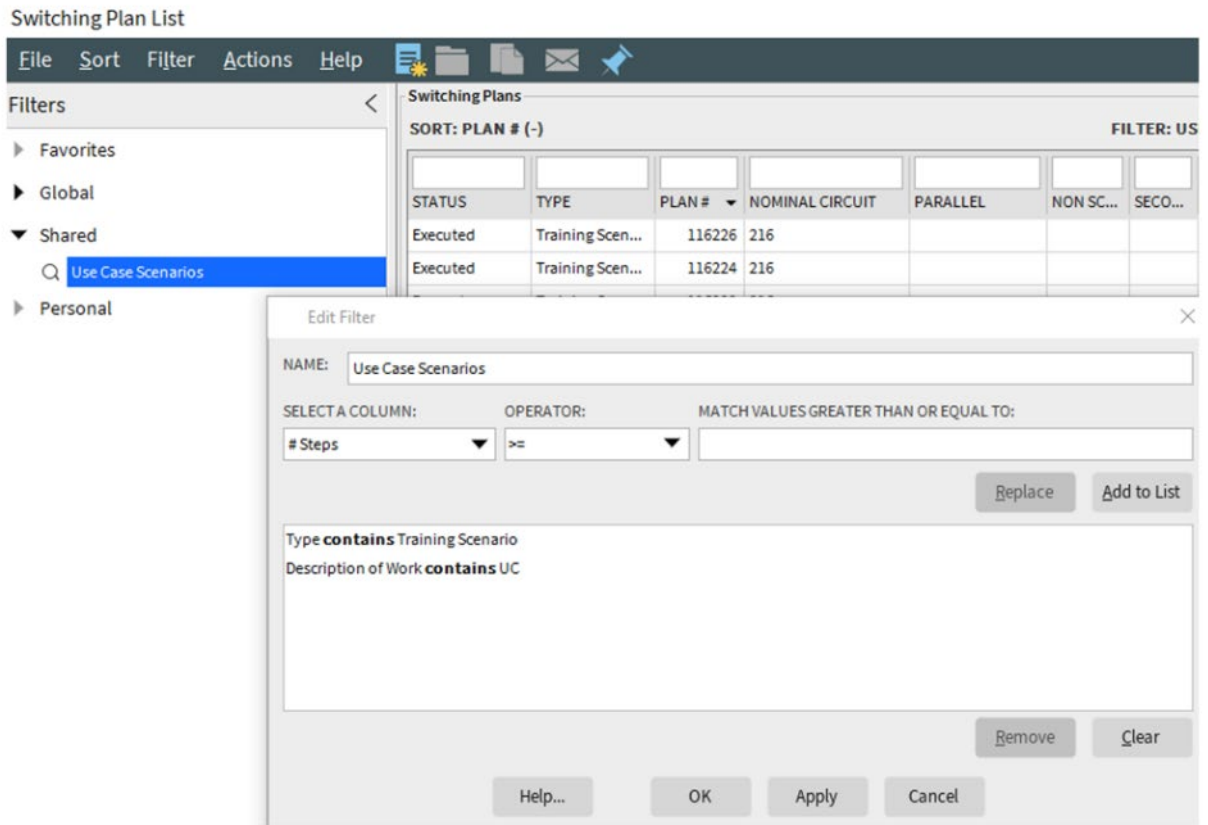 Switching Plan List
File Sort Filter Actions Help
Filters
Favorites
Global
Shared
Use Case Scenarios
Personal
Switching Plans
SORT: PLAN # (-) FILTER: US
STATUS TYPE PLAN # NOMINAL CIRCUIT PARALLEL NON SC... SECO...
Executed Training Scen... 116226 216
Executed Training Scen... 116224 216
Edit Filter
NAME: Use Case Scenarios
SELECT A COLUMN: OPERATOR: MATCH VALUES GREATER THAN OR EQUAL TO:
# Steps >=
Replace Add to List
Type contains Training Scenario
Description of Work contains UC
Remove Clear
Help... OK Apply Cancel